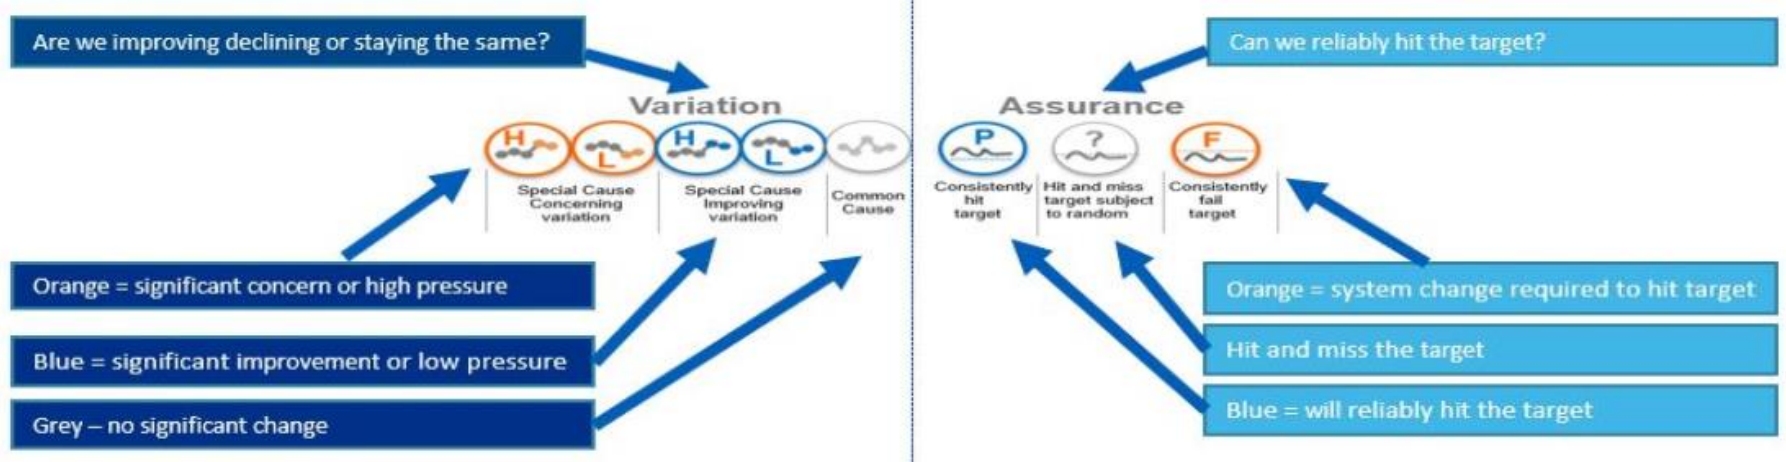 Are we improving declining or staying the same?
Can we reliably hit the target?
Variation
Assurance
H
L
H
L
P
?
F
Special Cause
Concerning
variation
Special Cause
Improving
variation
Common
Cause
Consistently
hit
target
Hit and miss
target subject
to random
Consistently
fail
target
Orange = significant concern or high pressure
Blue = significant improvement or low pressure
Grey – no significant change
Orange = system change required to hit target
Hit and miss the target
Blue = will reliably hit the target